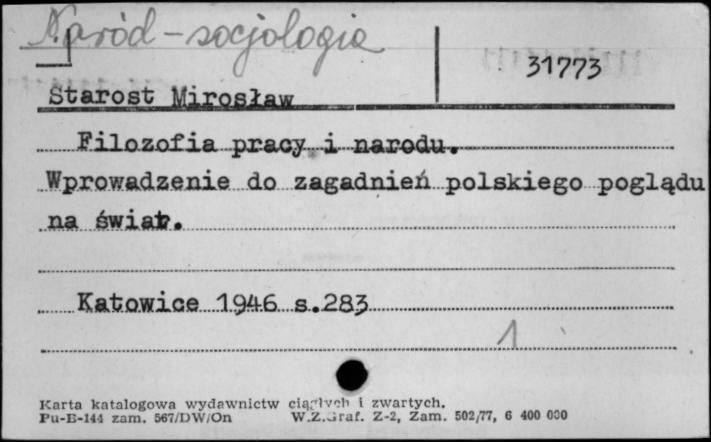 Naród - socjologia
31773
Starost Mirosław
Filozofia pracy i narodu.
Wprowadzenie do zagadnień polskiego poglądu
na świat.
Katowice 1946 s.283
1
Karta katalogowa wydawnictw ciągłych i zwartych.
Pu-B-144 zam. 567/DW/On W.Z.Graf. Z-2, Zam. 502/77, 6 400 000